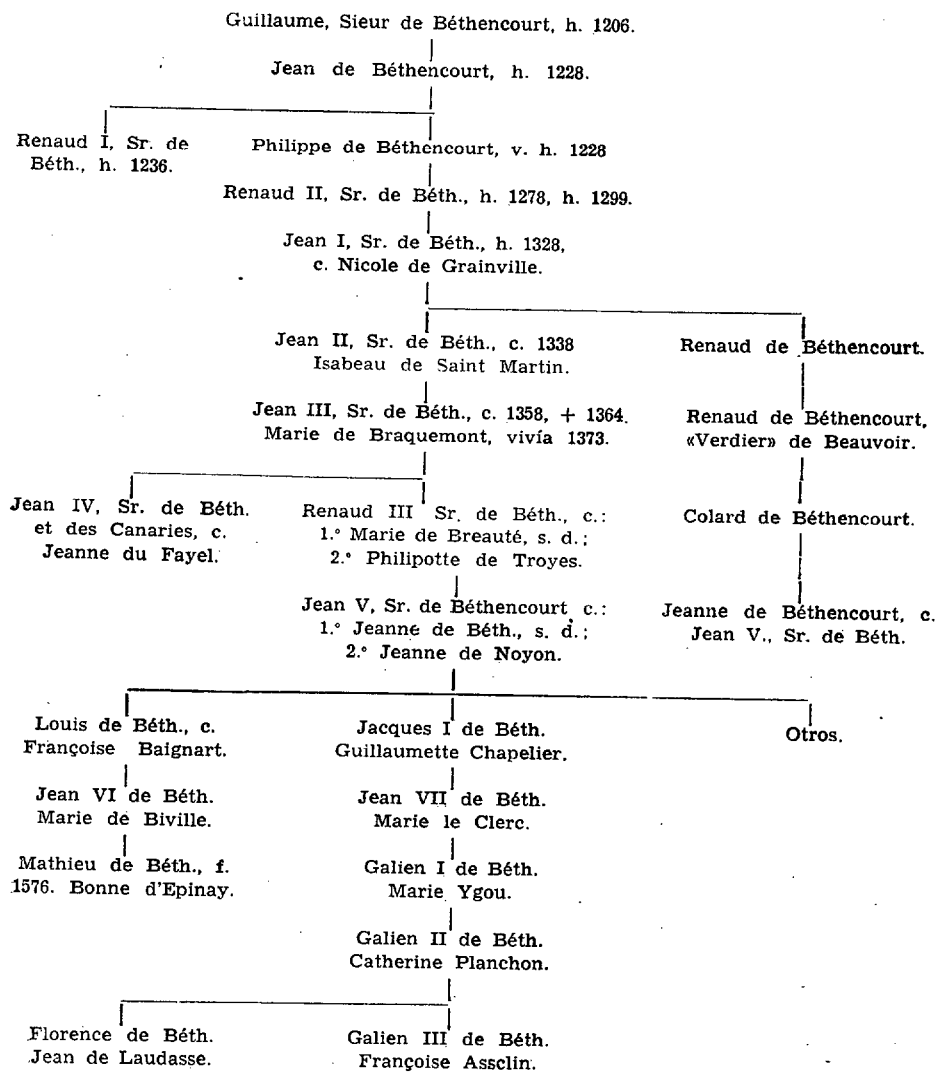 Guillaume, Sieur de Béthencourt, h. 1206.
Jean de Béthencourt, h. 1228.
Renaud I, Sr. de
Béth., h. 1236.
Philippe de Béthencourt, v. h. 1228
Renaud II, Sr. de Béth., h. 1278, h. 1299.
Jean I, Sr. de Béth., h. 1328,
c. Nicole de Grainville.
Jean II, Sr. de Béth., c. 1338
Isabeau de Saint Martin.
Renaud de Béthencourt.
Jean III, Sr. de Béth., c. 1358, + 1364.
Marie de Braquemont, vivía 1373.
Renaud de Béthencourt,
«Verdier» de Beauvoir.
Jean IV, Sr. de Béth.
et des Canaries, c.
Jeanne du Fayel.
Renaud III Sr. de Béth., c.:
1.° Marie de Breauté, s. d.;
2.° Philipotte de Troyes.
Colard de Béthencourt.
Jean V, Sr. de Béthencourt c.:
1.° Jeanne de Béth., s. d.;
2.° Jeanne de Noyon.
Jeanne de Béthencourt, c.
Jean V., Sr. de Béth.
Louis de Béth., c.
Françoise Baignart.
Jacques I de Béth.
Guillaumette Chapelier.
Otros.
Jean VI de Béth.
Marie de Biville.
Jean VII de Béth.
Marie le Clerc.
Mathieu de Béth., f.
1576. Bonne d'Epinay.
Galien I de Béth.
Marie Ygou.
Galien II de Béth.
Catherine Planchon.
Florence de Béth.
Jean de Laudasse.
Galien III de Béth.
Françoise Assclin.